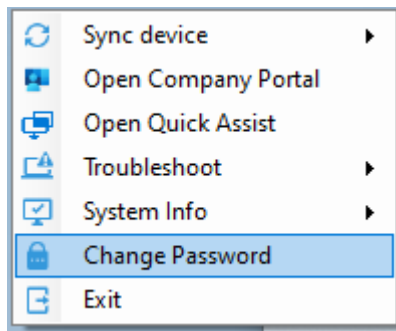 Sync device
Open Company Portal
Open Quick Assist
Troubleshoot
System Info
Change Password
Exit